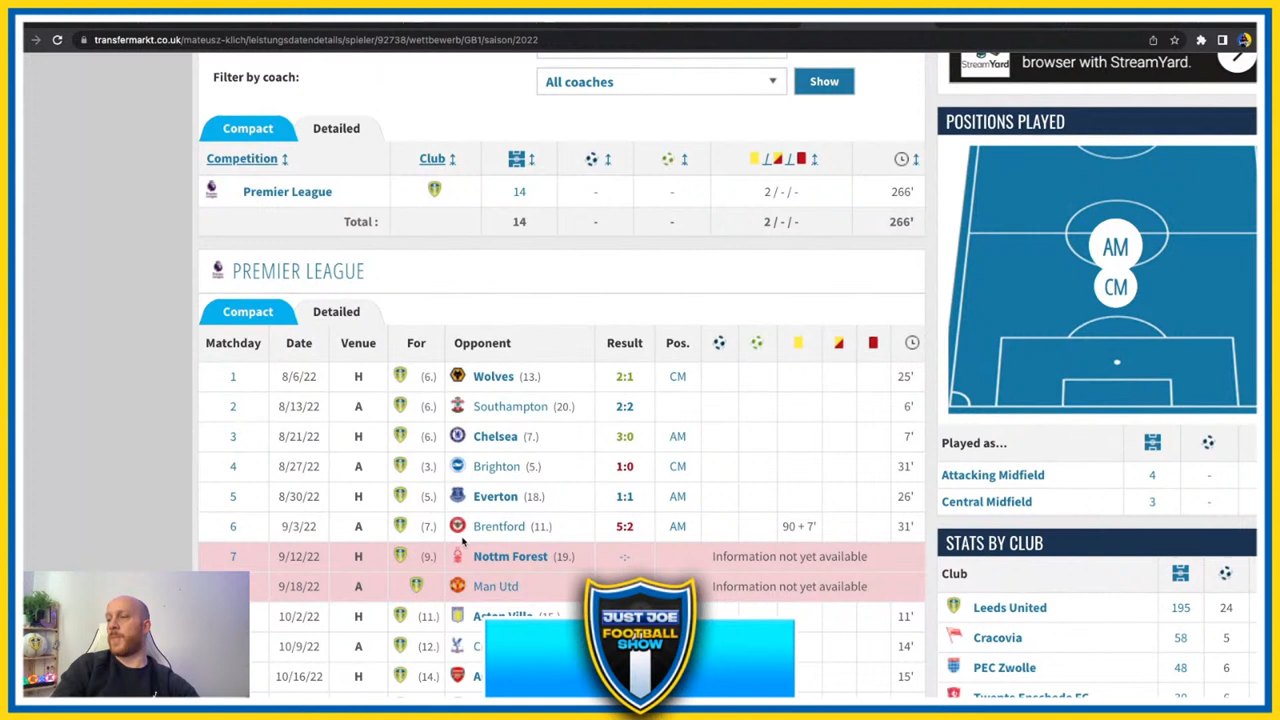 transfermarkt.co.uk/mateusz-klich/leistungsdatendetails/spieler/92738/wettbewerb/GB1/saison/2022
Filter by coach:
All coaches
Show
StreamYard
browser with StreamYard.
Compact
Detailed
Competition
Club
Premier League 14 - - 2 / - / - 266'
Total : 14 - - 2 / - / - 266'
PREMIER LEAGUE
Compact
Detailed
Matchday Date Venue For Opponent Result Pos.
1 8/6/22 H (6.) Wolves (13.) 2:1 CM 25'
2 8/13/22 A (6.) Southampton (20.) 2:2 6'
3 8/21/22 H (6.) Chelsea (7.) 3:0 AM 7'
4 8/27/22 A (3.) Brighton (5.) 1:0 CM 31'
5 8/30/22 H (5.) Everton (18.) 1:1 AM 26'
6 9/3/22 A (7.) Brentford (11.) 5:2 AM 90 + 7' 31'
7 9/12/22 H (9.) Nottm Forest (19.) -:- Information not yet available
9/18/22 A Man Utd Information not yet available
10/2/22 H (11.) Aston Villa 11'
10/9/22 A (12.) C 14'
10/16/22 H (14.) A 15'
POSITIONS PLAYED
AM
CM
Played as...
Attacking Midfield 4 -
Central Midfield 3 -
STATS BY CLUB
Club
Leeds United 195 24
Cracovia 58 5
PEC Zwolle 48 6
Twente Enschede FC
JUST JOE
FOOTBALL
SHOW